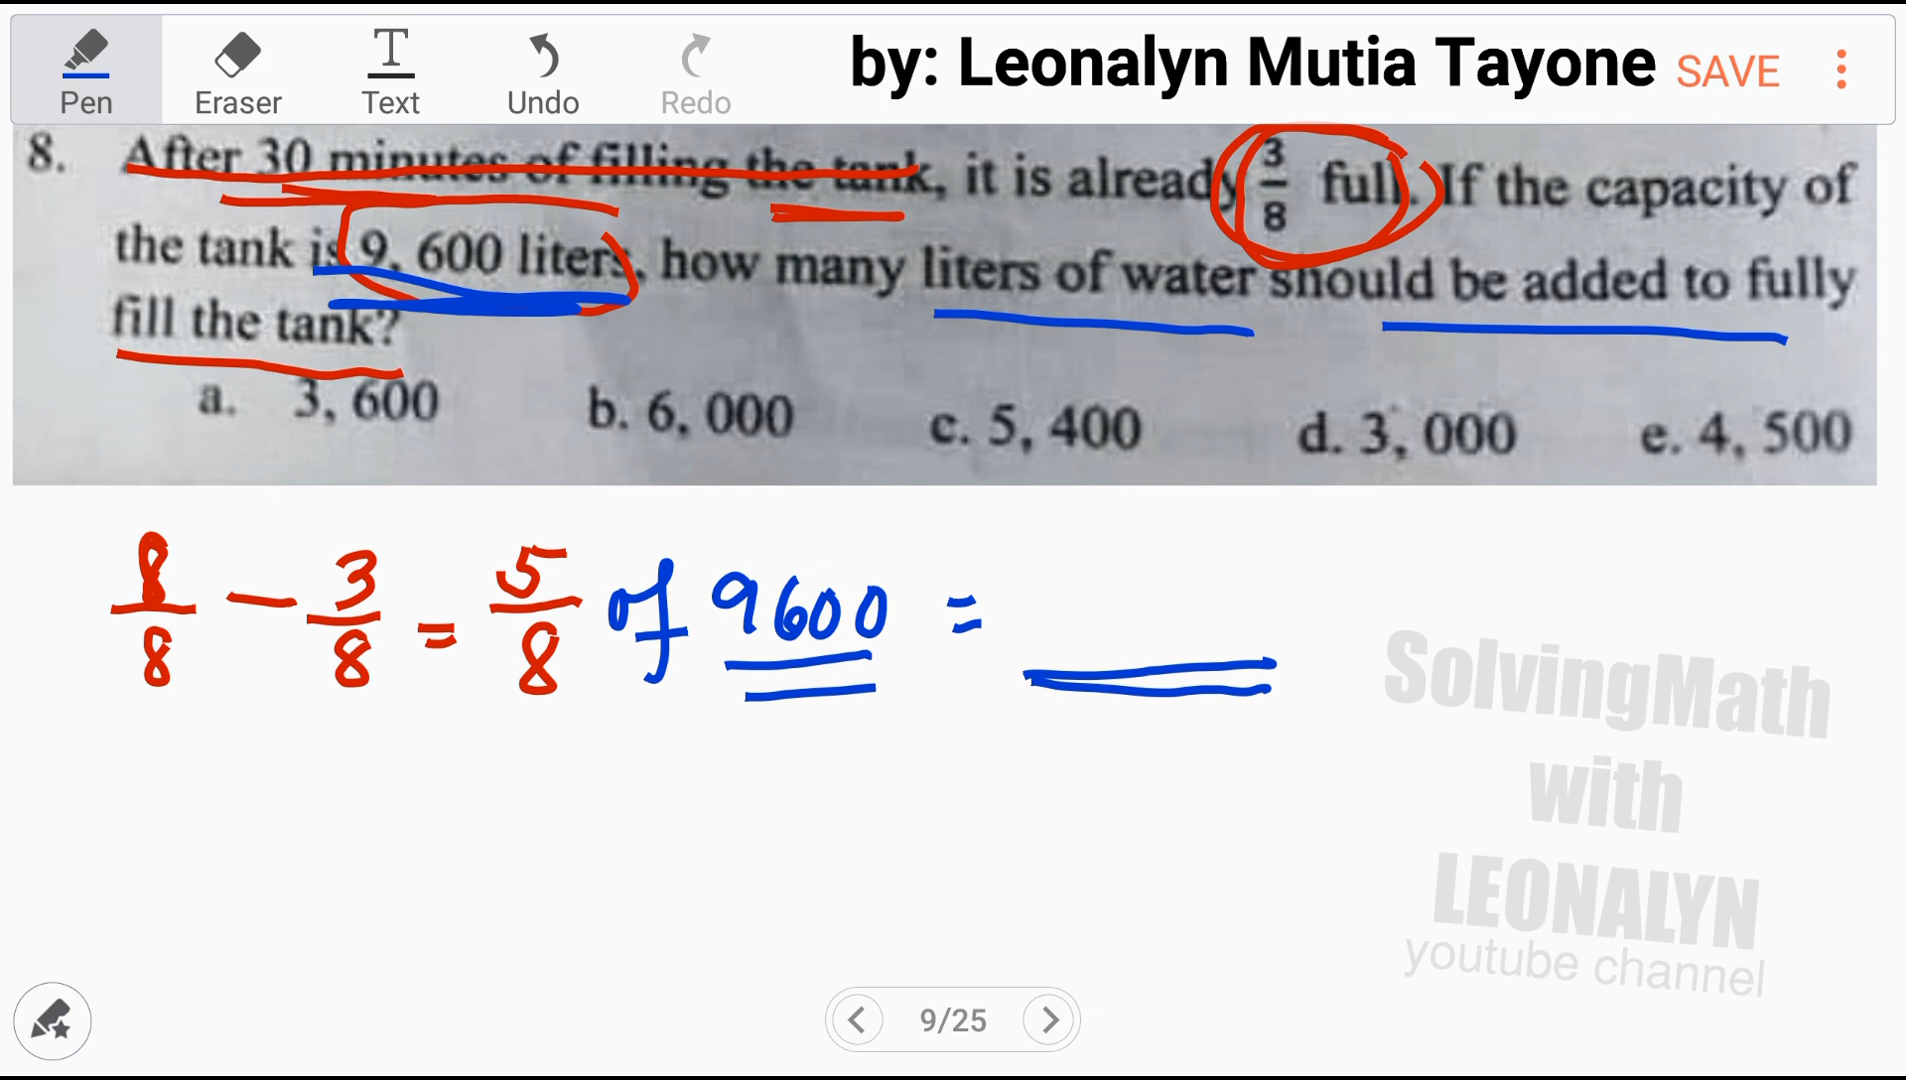 Pen Eraser Text Undo Redo by: Leonalyn Mutia Tayone SAVE
8. After 30 minutes of filling the tank, it is already 3/8 full. If the capacity of
the tank is 9, 600 liters, how many liters of water should be added to fully
fill the tank?
a. 3, 600 b. 6, 000 c. 5, 400 d. 3, 000 e. 4, 500
8/8 - 3/8 = 5/8 of 9600 =
SolvingMath
with
LEONALYN
youtube channel
9/25